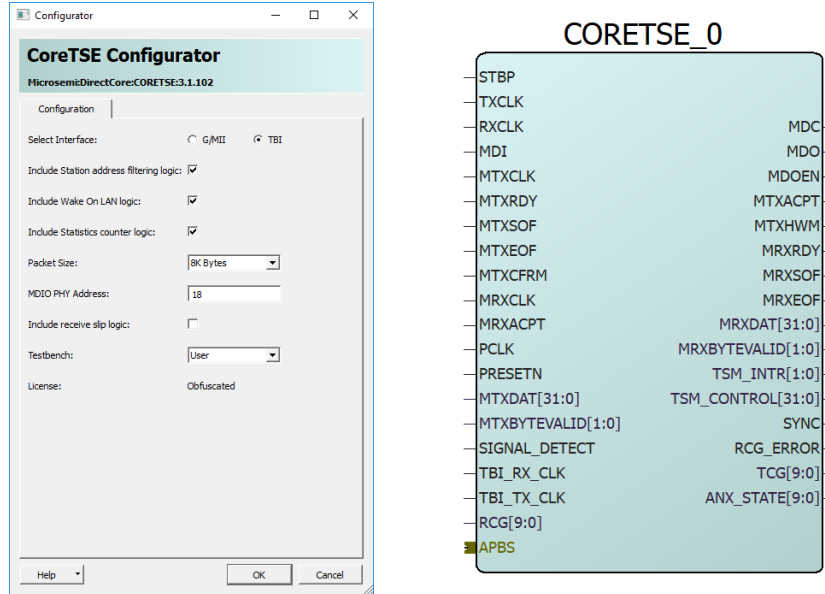 Configurator
CoreTSE Configurator
Microsemi:DirectCore:CORETSE:3.1.102
Configuration
Select Interface: G/MII TBI
Include Station address filtering logic:
Include Wake On LAN logic:
Include Statistics counter logic:
Packet Size: 8K Bytes
MDIO PHY Address: 18
Include receive slip logic:
Testbench: User
License: Obfuscated
Help OK Cancel
CORETSE_0
STBP
TXCLK
RXCLK MDC
MDI MDO
MTXCLK MDOEN
MTXRDY MTXACPT
MTXSOF MTXHWM
MTXEOF MRXRDY
MTXCFRM MRXSOF
MRXCLK MRXEOF
MRXACPT MRXDAT[31:0]
PCLK MRXBYTEVALID[1:0]
PRESETN TSM_INTR[1:0]
MTXDAT[31:0] TSM_CONTROL[31:0]
MTXBYTEVALID[1:0] SYNC
SIGNAL_DETECT RCG_ERROR
TBI_RX_CLK TCG[9:0]
TBI_TX_CLK ANX_STATE[9:0]
RCG[9:0]
APBS